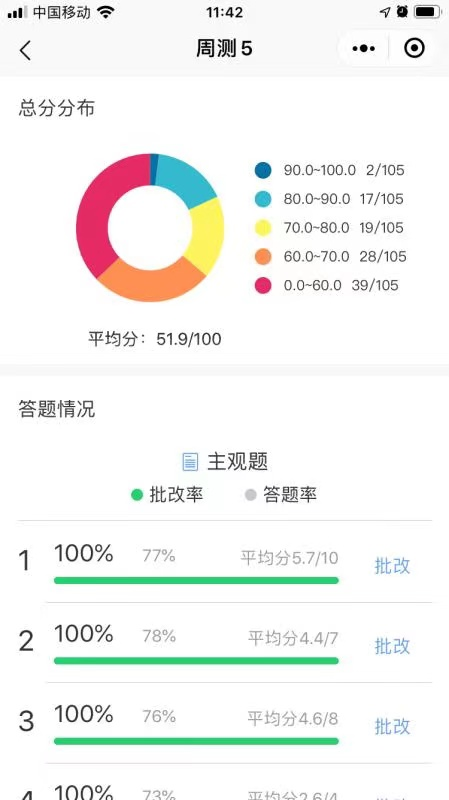 中国移动 11:42
周测 5
总分分布
90.0~100.0 2/105
80.0~90.0 17/105
70.0~80.0 19/105
60.0~70.0 28/105
0.0~60.0 39/105
平均分：51.9/100
答题情况
主观题
批改率 答题率
1 100% 77% 平均分5.7/10 批改
2 100% 78% 平均分4.4/7 批改
3 100% 76% 平均分4.6/8 批改
4 100% 73% 平均分2.6/4